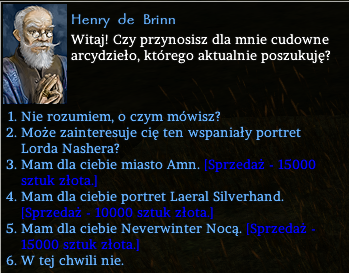 Henry de Brinn
Witaj! Czy przynosisz dla mnie cudowne
arcydzieło, którego aktualnie poszukuję?
1. Nie rozumiem, o czym mówisz?
2. Może zainteresuje cię ten wspaniały portret
Lorda Nashera?
3. Mam dla ciebie miasto Amn. [Sprzedaż - 15000
sztuk złota.]
4. Mam dla ciebie portret Laeral Silverhand.
[Sprzedaż - 10000 sztuk złota.]
5. Mam dla ciebie Neverwinter Nocą. [Sprzedaż -
15000 sztuk złota.]
6. W tej chwili nie.